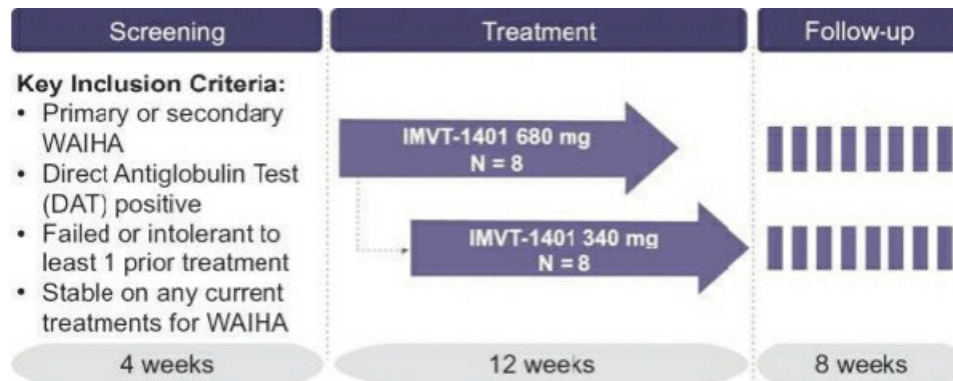 Screening
Treatment
Follow-up
Key Inclusion Criteria:
• Primary or secondary
WAIHA
• Direct Antiglobulin Test
(DAT) positive
• Failed or intolerant to
least 1 prior treatment
• Stable on any current
treatments for WAIHA
IMVT-1401 680 mg
N = 8
IMVT-1401 340 mg
N = 8
4 weeks
12 weeks
8 weeks